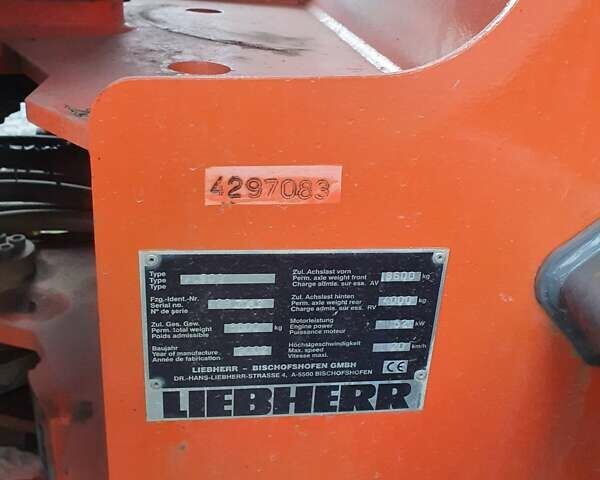 4297083
Type
Type
Type
Zul. Achslast vorn
Perm. axle weight front
Charge admis. sur ess. AV
kg
Fzg.-Ident.-Nr.
Serial no.
N° de serie
Zul. Achslast hinten
Perm. axle weight rear
Charge admis. sur ess. AR
4000 kg
Zul. Ges. Gew.
Perm. total weight
Poids admissible
kg
Motorleistung
Engine power
Puissance moteur
kW
Baujahr
Year of manufacture
Année de fabrication
Höchstgeschwindigkeit
Max. speed
Vitesse maxi.
20 km/h
LIEBHERR – BISCHOFSHOFEN GMBH
DR.-HANS-LIEBHERR-STRASSE 4, A-5500 BISCHOFSHOFEN
CE
LIEBHERR